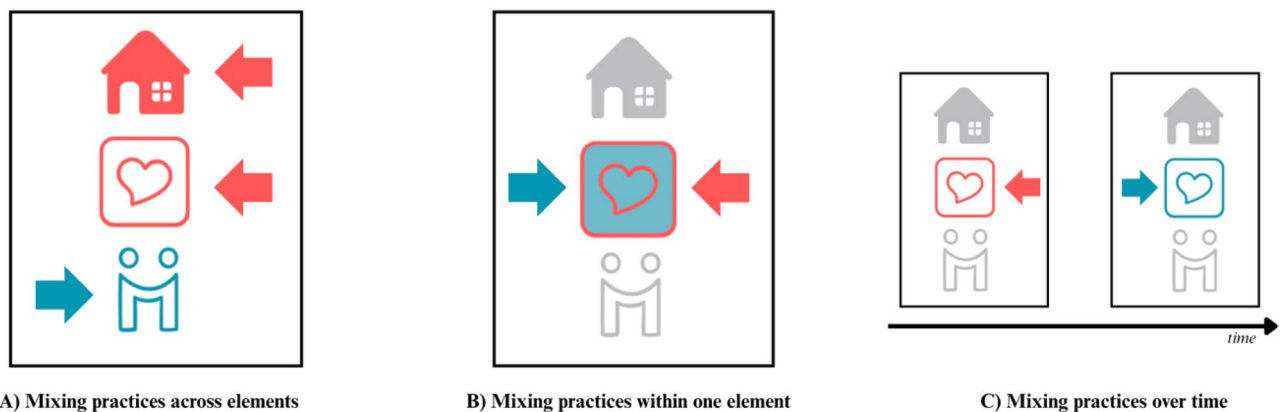 time
A) Mixing practices across elements
B) Mixing practices within one element
C) Mixing practices over time